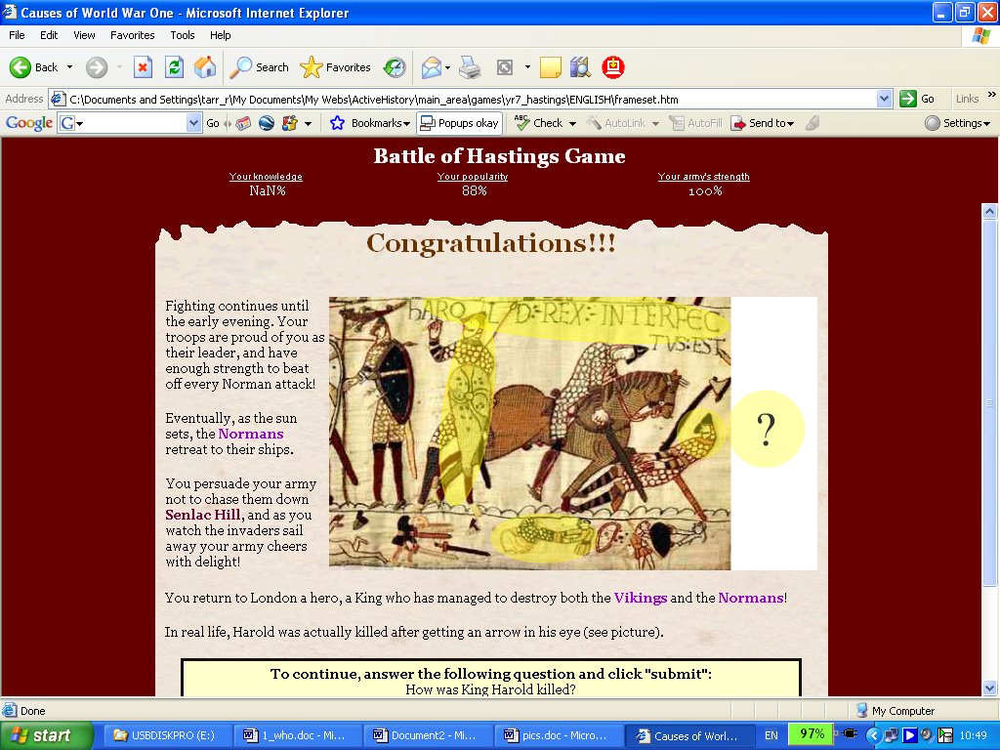 Causes of World War One - Microsoft Internet Explorer
File Edit View Favorites Tools Help
Back Search Favorites
Address C:\Documents and Settings\tarr_r\My Documents\My Webs\ActiveHistory\main_area\games\yr7_hastings\ENGLISH\frameset.htm Go Links »
Google G Go Bookmarks Popups okay ABC Check AutoLink AutoFill Send to Settings
Battle of Hastings Game
Your knowledge Your popularity Your army's strength
NaN% 88% 100%
Congratulations!!!
Fighting continues until
the early evening. Your
troops are proud of you as
their leader, and have
enough strength to beat
off every Norman attack!
Eventually, as the sun
sets, the Normans
retreat to their ships.
You persuade your army
not to chase them down
Senlac Hill, and as you
watch the invaders sail
away your army cheers
with delight!
HAROLD:REX:INTERFEC
TVS:EST
?
You return to London a hero, a King who has managed to destroy both the Vikings and the Normans!
In real life, Harold was actually killed after getting an arrow in his eye (see picture).
To continue, answer the following question and click "submit":
How was King Harold killed?
Done My Computer
start USBDISKPRO (E:) 1_who.doc - Mi... Document2 - Mi... pics.doc - Micro... Causes of Wor... EN 97% 10:49